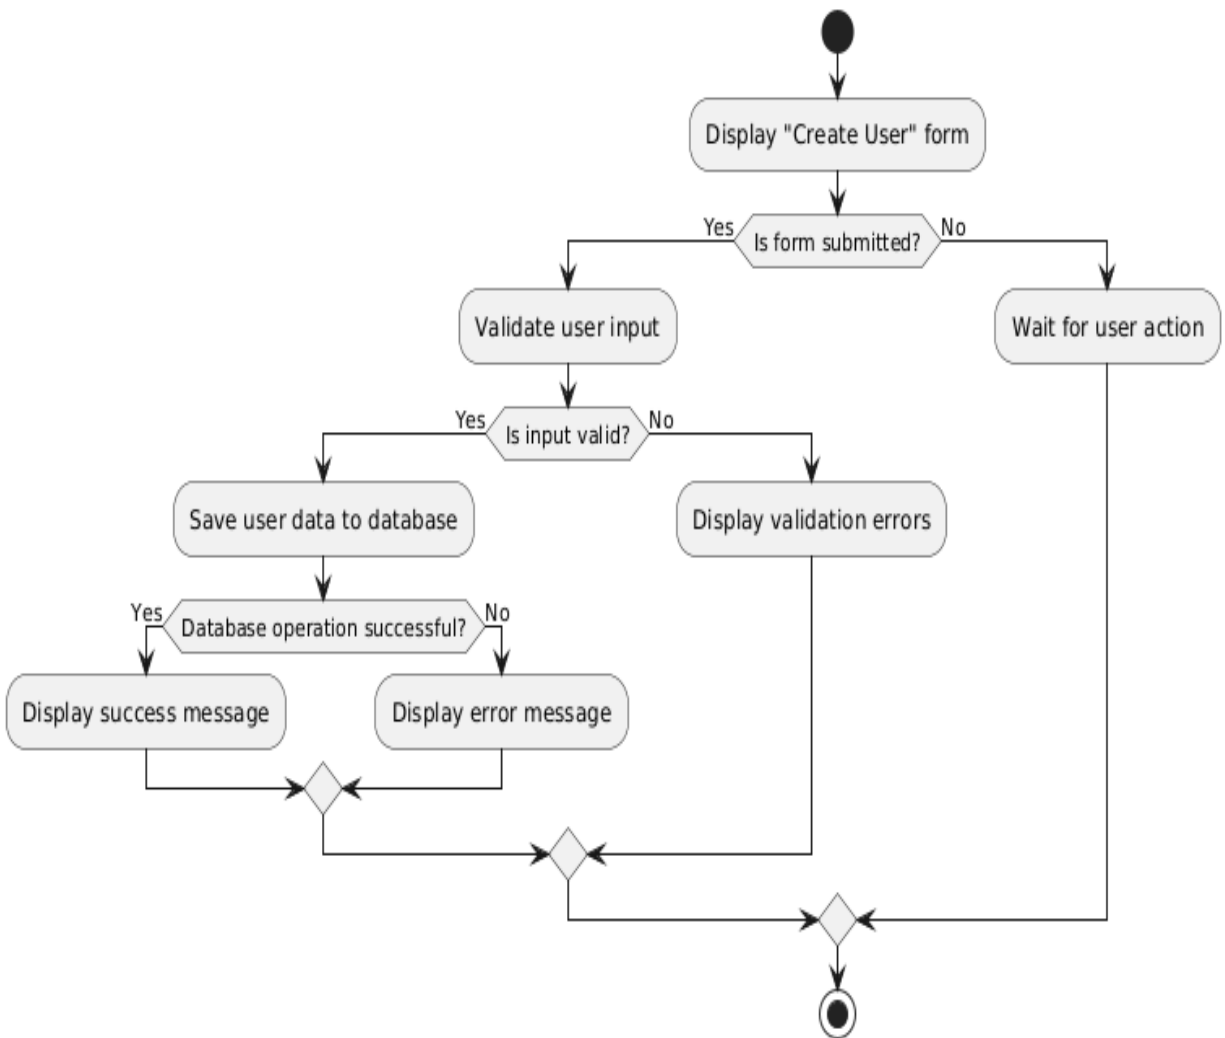 Display "Create User" form
Yes
Is form submitted?
No
Validate user input
Wait for user action
Yes
Is input valid?
No
Save user data to database
Display validation errors
Yes
Database operation successful?
No
Display success message
Display error message